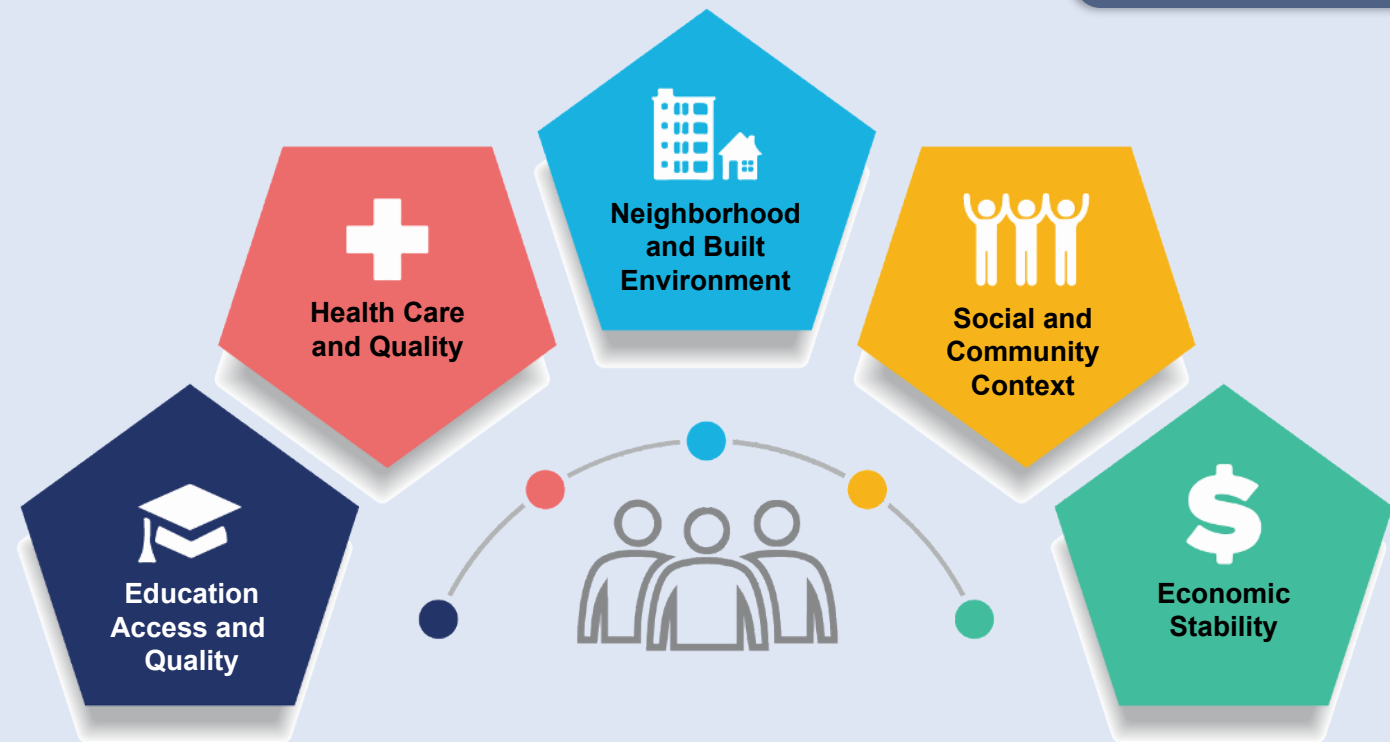 Neighborhood
and Built
Environment
Health Care
and Quality
Social and
Community
Context
Education
Access and
Quality
$
Economic
Stability